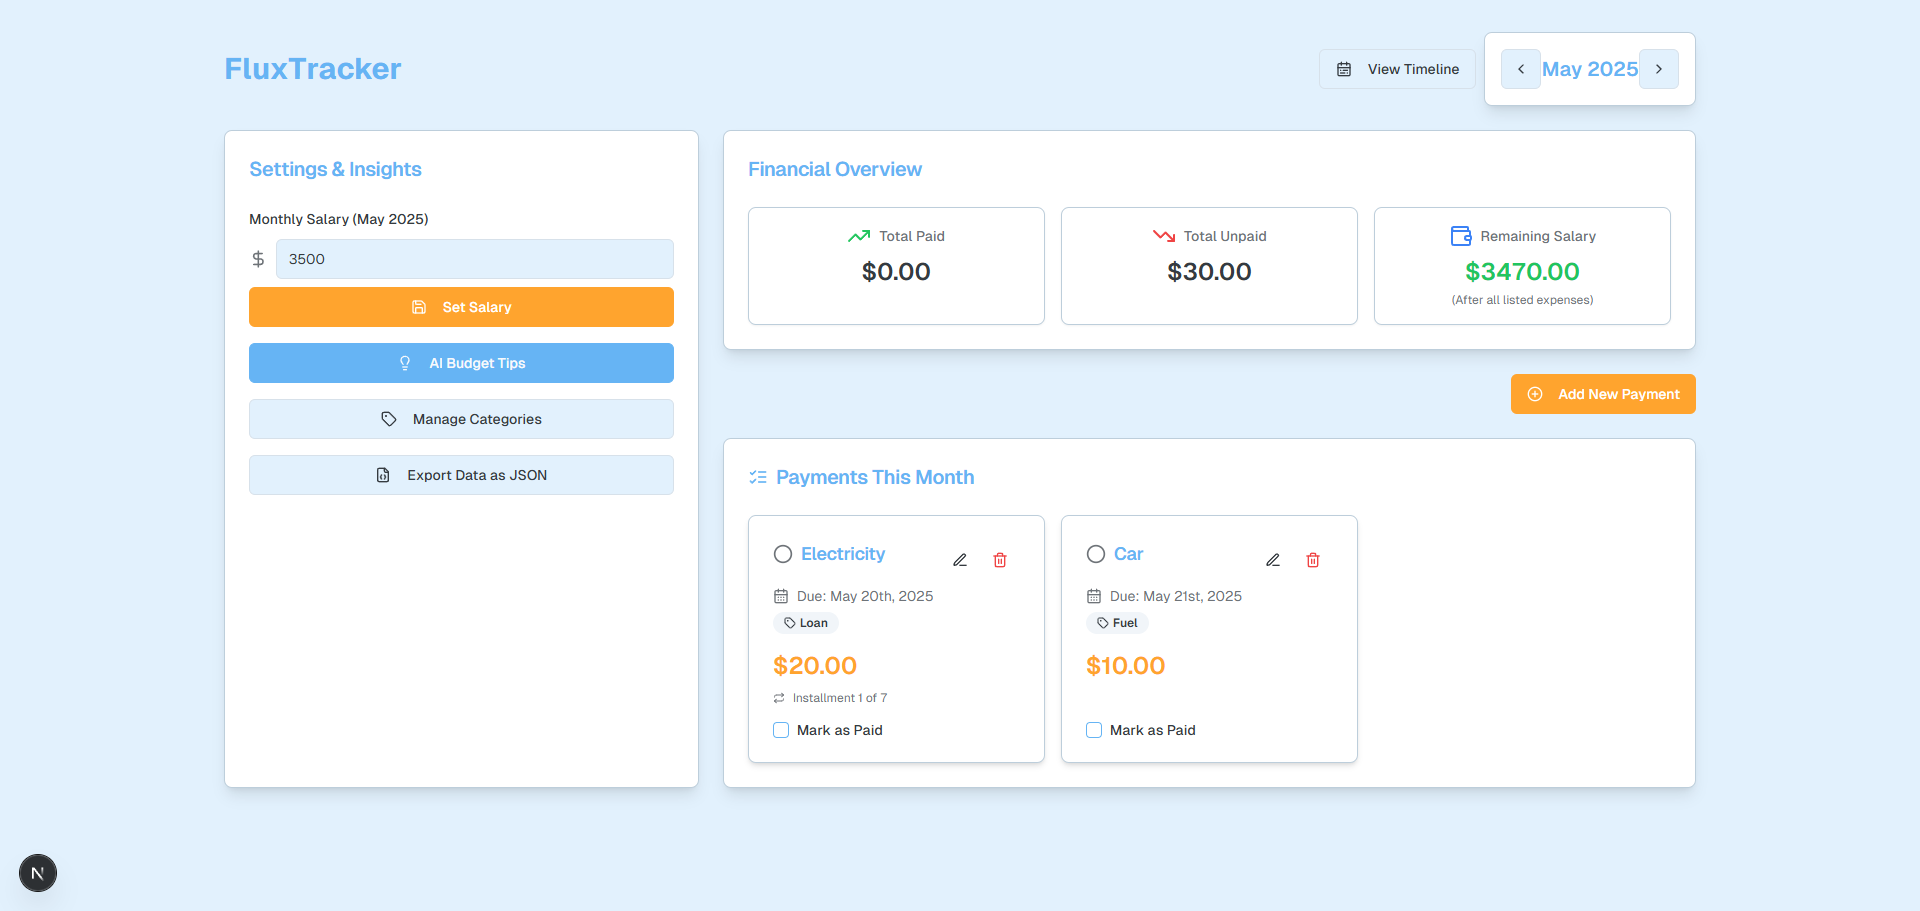 FluxTracker
View Timeline
May 2025
Settings & Insights
Monthly Salary (May 2025)
$ 3500
Set Salary
AI Budget Tips
Manage Categories
Export Data as JSON
Financial Overview
Total Paid
$0.00
Total Unpaid
$30.00
Remaining Salary
$3470.00
(After all listed expenses)
Add New Payment
Payments This Month
Electricity
Due: May 20th, 2025
Loan
$20.00
Installment 1 of 7
Mark as Paid
Car
Due: May 21st, 2025
Fuel
$10.00
Mark as Paid
N